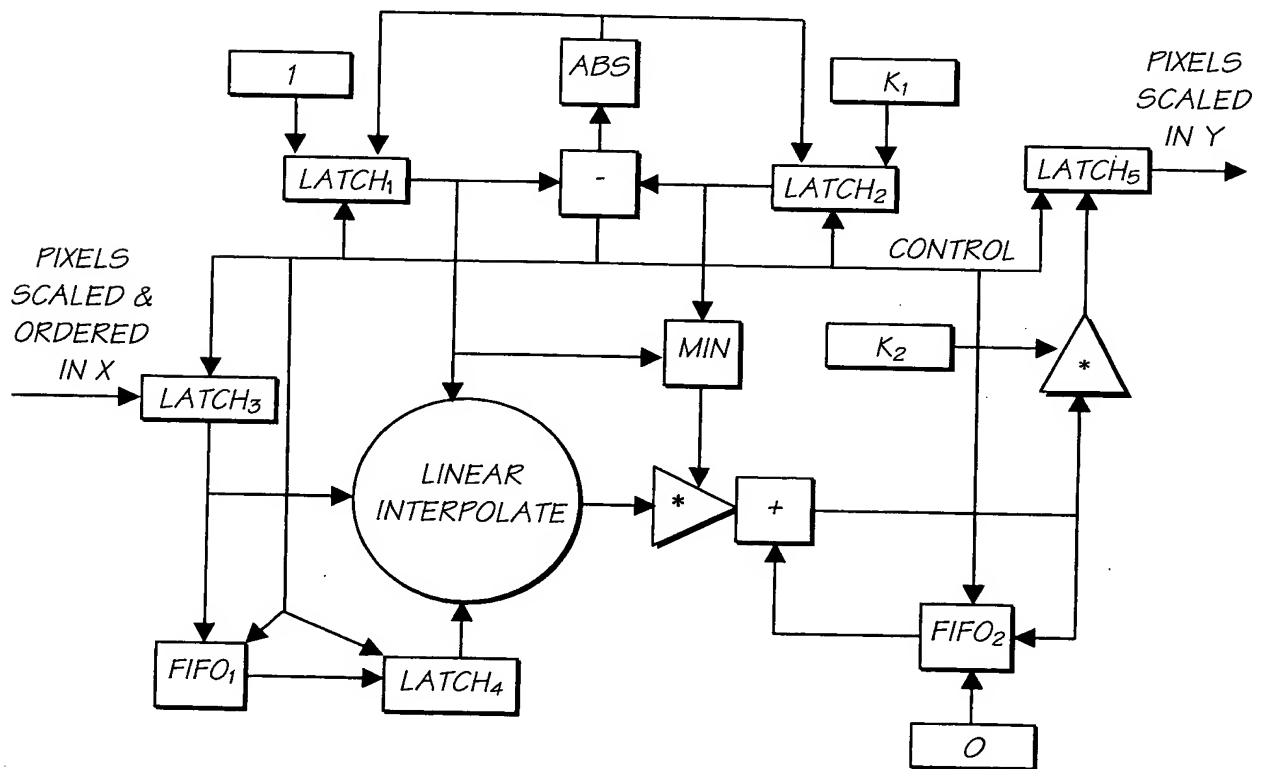 1
ABS
K₁
PIXELS
SCALED
IN Y
LATCH₁
-
LATCH₂
LATCH₅
PIXELS
SCALED &
ORDERED
IN X
CONTROL
MIN
K₂
*
LATCH₃
LINEAR
INTERPOLATE
*
+
FIFO₁
LATCH₄
FIFO₂
0